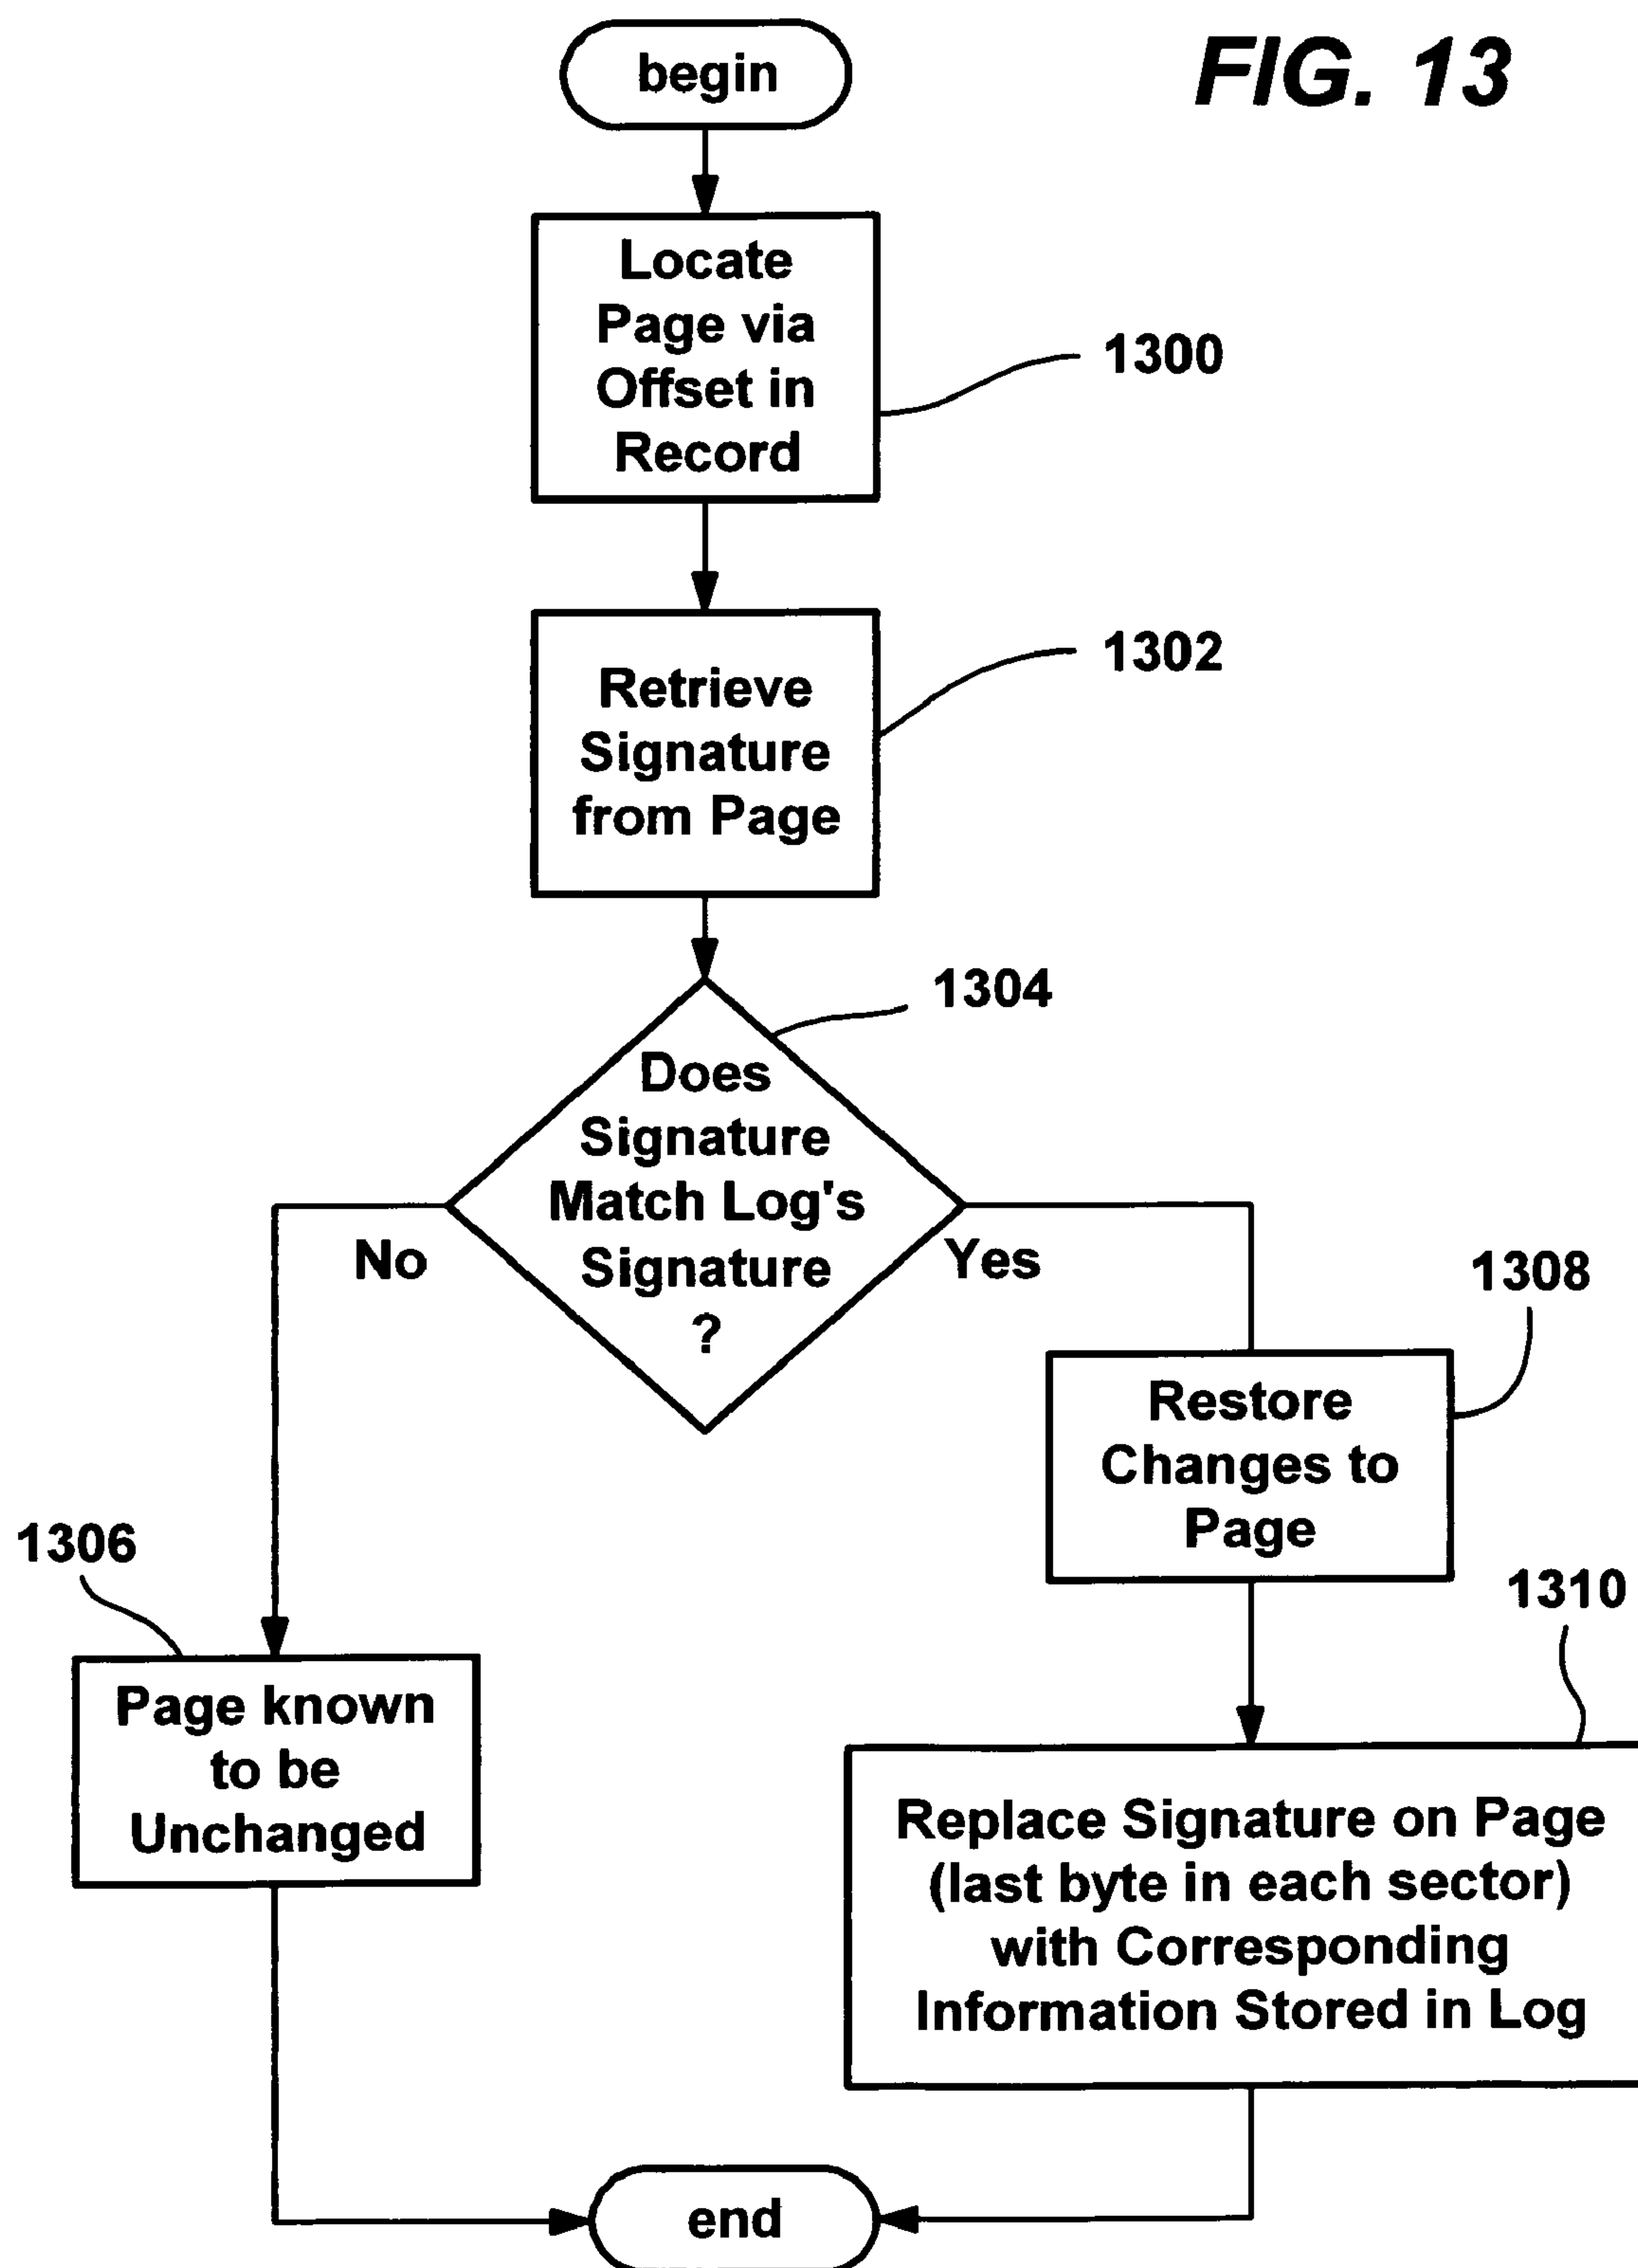 FIG. 13
begin
Locate
Page via
Offset in
Record
1300
Retrieve
Signature
from Page
1302
1304
Does
Signature
Match Log's
Signature
?
No
Yes
1308
Restore
Changes to
Page
1306
Page known
to be
Unchanged
1310
Replace Signature on Page
(last byte in each sector)
with Corresponding
Information Stored in Log
end